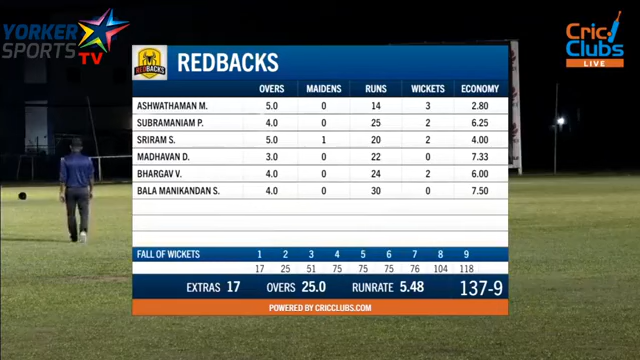 YORKER
SPORTS
TV
REDBACKS
REDBACKS
CricClubs
LIVE
OVERS MAIDENS RUNS WICKETS ECONOMY
ASHWATHAMAN M. 5.0 0 14 3 2.80
SUBRAMANIAM P. 4.0 0 25 2 6.25
SRIRAM S. 5.0 1 20 2 4.00
MADHAVAN D. 3.0 0 22 0 7.33
BHARGAV V. 4.0 0 24 2 6.00
BALA MANIKANDAN S. 4.0 0 30 0 7.50
FALL OF WICKETS 1 2 3 4 5 6 7 8 9
17 25 51 75 75 75 76 104 118
EXTRAS 17 OVERS 25.0 RUNRATE 5.48 137-9
POWERED BY CRICCLUBS.COM